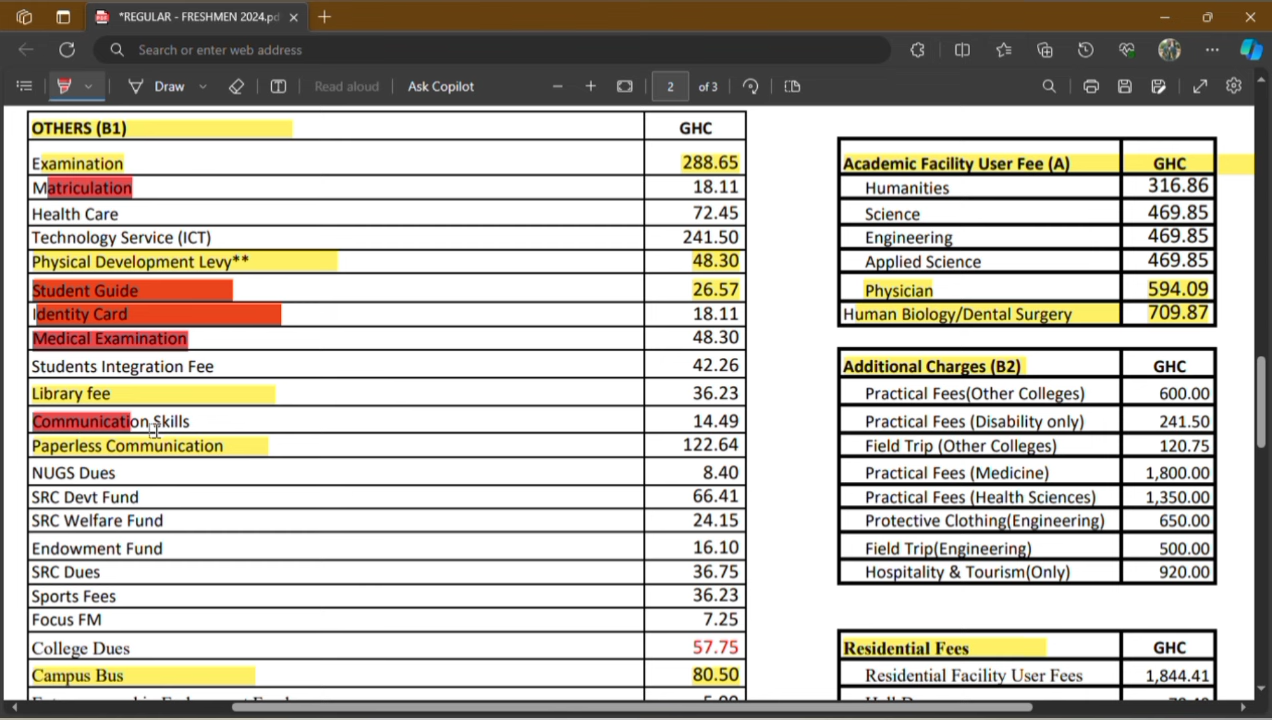 *REGULAR - FRESHMEN 2024.pd
Search or enter web address
Draw
Read aloud
Ask Copilot
2 of 3
OTHERS (B1) GHC
Examination 288.65
Matriculation 18.11
Health Care 72.45
Technology Service (ICT) 241.50
Physical Development Levy** 48.30
Student Guide 26.57
Identity Card 18.11
Medical Examination 48.30
Students Integration Fee 42.26
Library fee 36.23
Communication Skills 14.49
Paperless Communication 122.64
NUGS Dues 8.40
SRC Devt Fund 66.41
SRC Welfare Fund 24.15
Endowment Fund 16.10
SRC Dues 36.75
Sports Fees 36.23
Focus FM 7.25
College Dues 57.75
Campus Bus 80.50
Academic Facility User Fee (A) GHC
Humanities 316.86
Science 469.85
Engineering 469.85
Applied Science 469.85
Physician 594.09
Human Biology/Dental Surgery 709.87
Additional Charges (B2) GHC
Practical Fees(Other Colleges) 600.00
Practical Fees (Disability only) 241.50
Field Trip (Other Colleges) 120.75
Practical Fees (Medicine) 1,800.00
Practical Fees (Health Sciences) 1,350.00
Protective Clothing(Engineering) 650.00
Field Trip(Engineering) 500.00
Hospitality & Tourism(Only) 920.00
Residential Fees GHC
Residential Facility User Fees 1,844.41